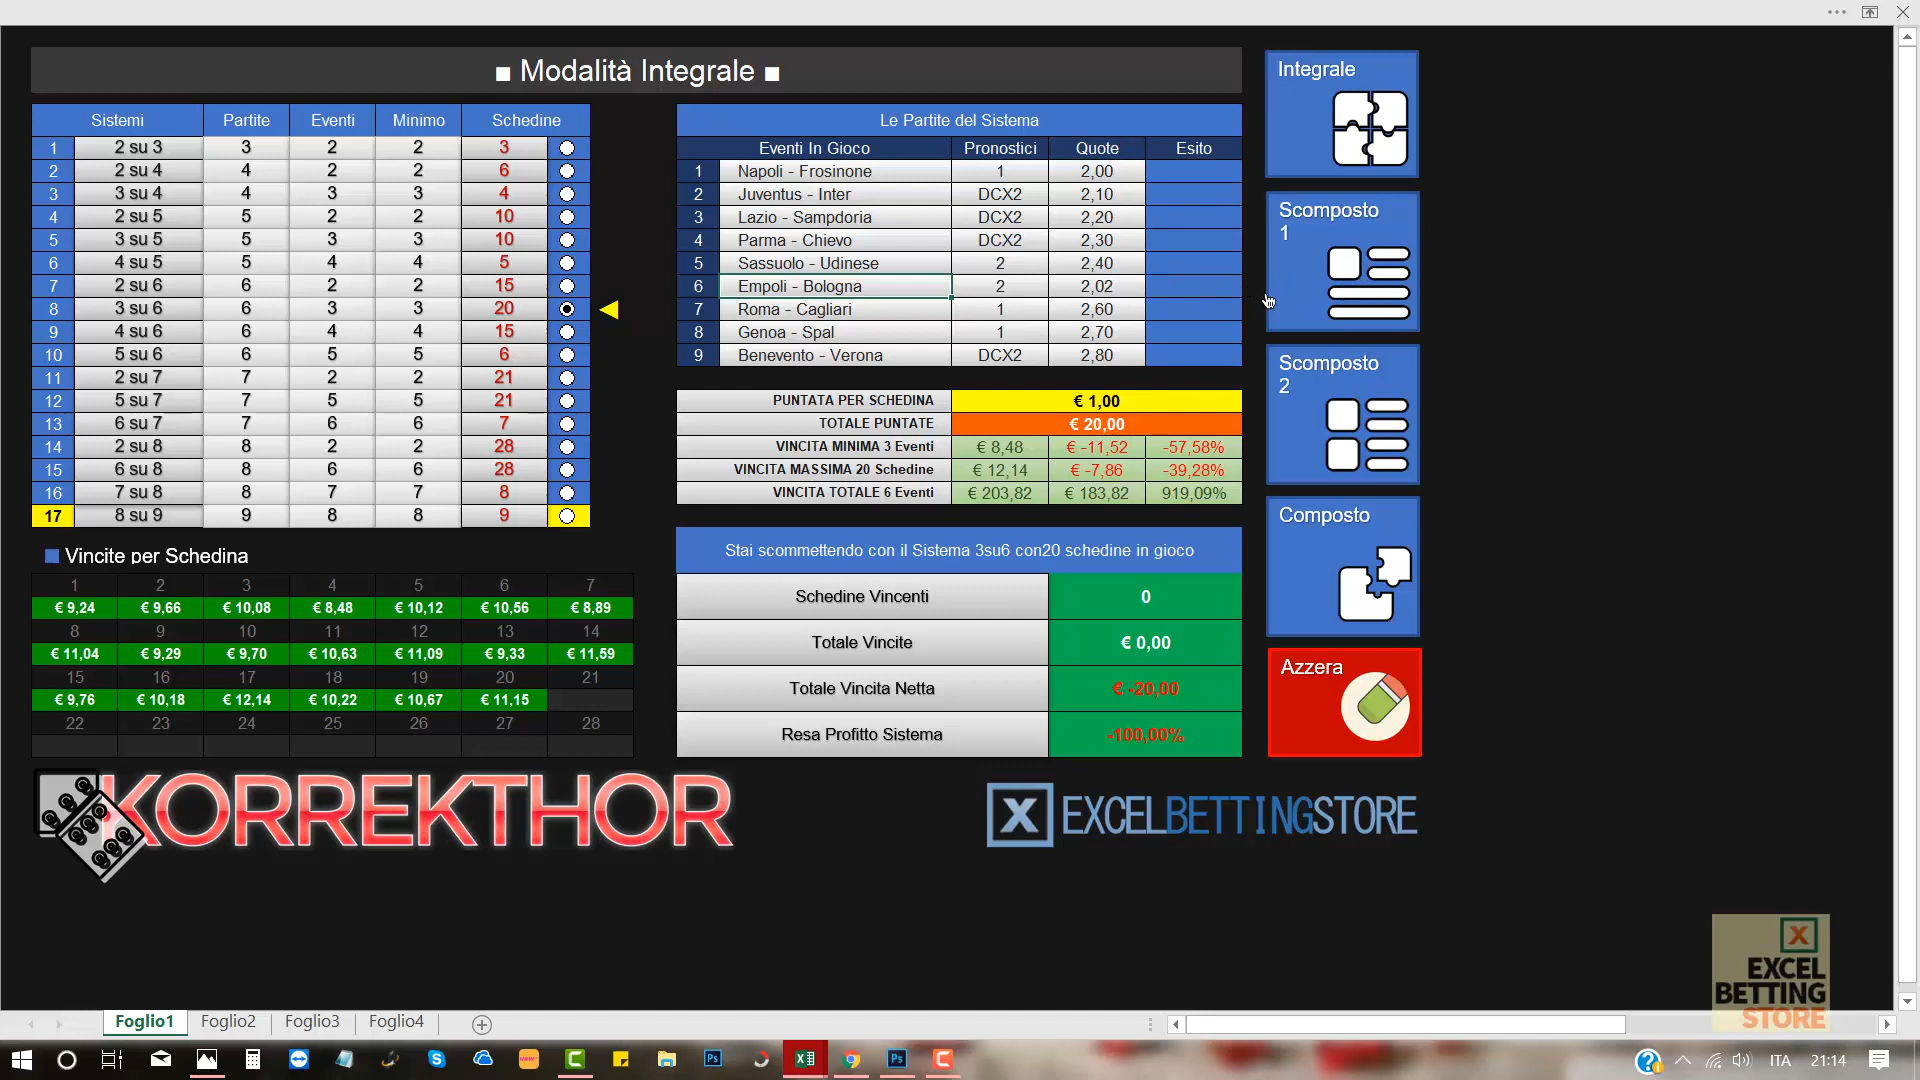 ■ Modalità Integrale ■
Sistemi Partite Eventi Minimo Schedine
1 2 su 3 3 2 2 3
2 2 su 4 4 2 2 6
3 3 su 4 4 3 3 4
4 2 su 5 5 2 2 10
5 3 su 5 5 3 3 10
6 4 su 5 5 4 4 5
7 2 su 6 6 2 2 15
8 3 su 6 6 3 3 20
9 4 su 6 6 4 4 15
10 5 su 6 6 5 5 6
11 2 su 7 7 2 2 21
12 5 su 7 7 5 5 21
13 6 su 7 7 6 6 7
14 2 su 8 8 2 2 28
15 6 su 8 8 6 6 28
16 7 su 8 8 7 7 8
17 8 su 9 9 8 8 9
Vincite per Schedina
1 2 3 4 5 6 7
€ 9,24 € 9,66 € 10,08 € 8,48 € 10,12 € 10,56 € 8,89
8 9 10 11 12 13 14
€ 11,04 € 9,29 € 9,70 € 10,63 € 11,09 € 9,33 € 11,59
15 16 17 18 19 20 21
€ 9,76 € 10,18 € 12,14 € 10,22 € 10,67 € 11,15
22 23 24 25 26 27 28
KORREKTHOR
Le Partite del Sistema
Eventi In Gioco Pronostici Quote Esito
1 Napoli - Frosinone 1 2,00
2 Juventus - Inter DCX2 2,10
3 Lazio - Sampdoria DCX2 2,20
4 Parma - Chievo DCX2 2,30
5 Sassuolo - Udinese 2 2,40
6 Empoli - Bologna 2 2,02
7 Roma - Cagliari 1 2,60
8 Genoa - Spal 1 2,70
9 Benevento - Verona DCX2 2,80
PUNTATA PER SCHEDINA € 1,00
TOTALE PUNTATE € 20,00
VINCITA MINIMA 3 Eventi € 8,48 € -11,52 -57,58%
VINCITA MASSIMA 20 Schedine € 12,14 € -7,86 -39,28%
VINCITA TOTALE 6 Eventi € 203,82 € 183,82 919,09%
Stai scommettendo con il Sistema 3su6 con20 schedine in gioco
Schedine Vincenti 0
Totale Vincite € 0,00
Totale Vincita Netta € -20,00
Resa Profitto Sistema -100,00%
X EXCELBETTINGSTORE
Integrale
Scomposto
1
Scomposto
2
Composto
Azzera
X
EXCEL
BETTING
STORE
Foglio1 Foglio2 Foglio3 Foglio4
ITA 21:14